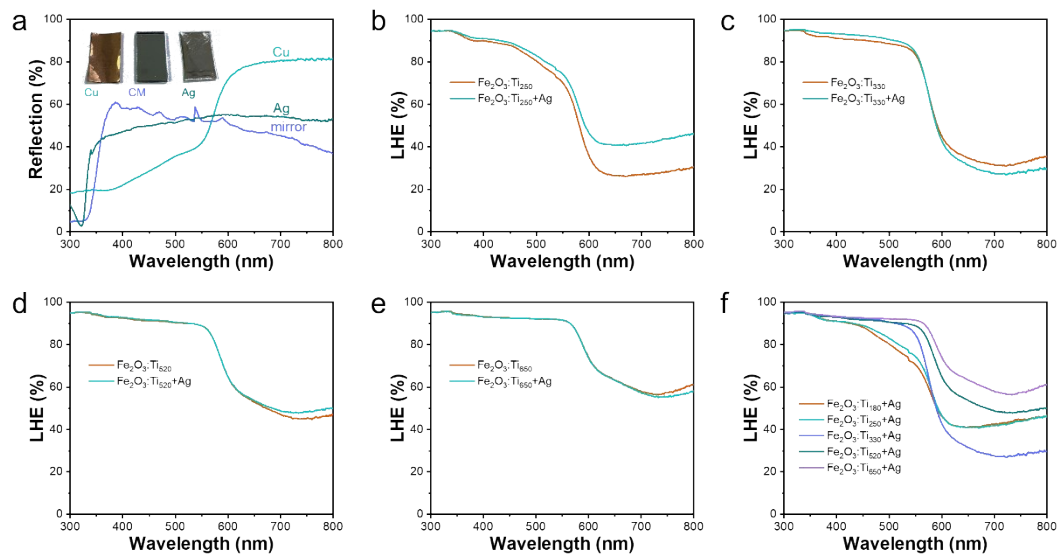 a
100
80
60
40
20
0
Reflection (%)
Cu
CM
Ag
Cu
Ag
mirror
300 400 500 600 700 800
Wavelength (nm)
b
100
80
60
40
20
0
LHE (%)
Fe₂O₃:Ti₂₅₀
Fe₂O₃:Ti₂₅₀+Ag
300 400 500 600 700 800
Wavelength (nm)
c
100
80
60
40
20
0
LHE (%)
Fe₂O₃:Ti₃₃₀
Fe₂O₃:Ti₃₃₀+Ag
300 400 500 600 700 800
Wavelength (nm)
d
100
80
60
40
20
0
LHE (%)
Fe₂O₃:Ti₅₂₀
Fe₂O₃:Ti₅₂₀+Ag
300 400 500 600 700 800
Wavelength (nm)
e
100
80
60
40
20
0
LHE (%)
Fe₂O₃:Ti₆₅₀
Fe₂O₃:Ti₆₅₀+Ag
300 400 500 600 700 800
Wavelength (nm)
f
100
80
60
40
20
0
LHE (%)
Fe₂O₃:Ti₁₈₀+Ag
Fe₂O₃:Ti₂₅₀+Ag
Fe₂O₃:Ti₃₃₀+Ag
Fe₂O₃:Ti₅₂₀+Ag
Fe₂O₃:Ti₆₅₀+Ag
300 400 500 600 700 800
Wavelength (nm)